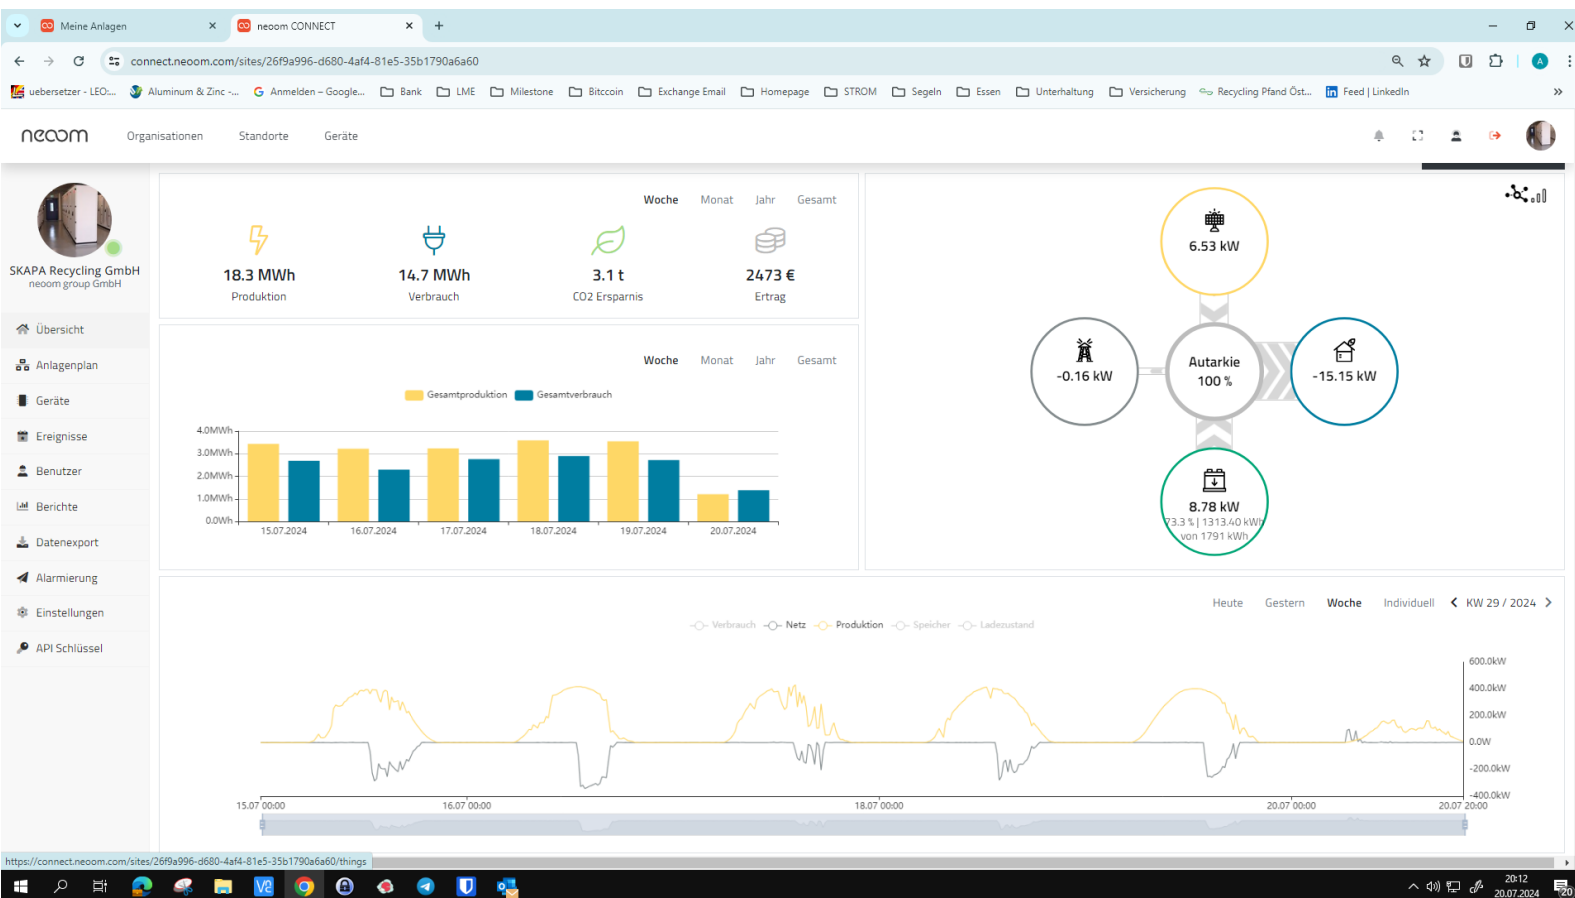 Meine Anlagen
neoom CONNECT
connect.neoom.com/sites/26f9a996-d680-4af4-81e5-35b1790a6a60
A
uebersetzer - LEO:...
Aluminum & Zinc -...
Anmelden – Google...
Bank
LME
Milestone
Bitccoin
Exchange Email
Homepage
STROM
Segeln
Essen
Unterhaltung
Versicherung
Recycling Pfand Öst...
Feed | LinkedIn
neoom
Organisationen
Standorte
Geräte
SKAPA Recycling GmbH
neoom group GmbH
Übersicht
Anlagenplan
Geräte
Ereignisse
Benutzer
Berichte
Datenexport
Alarmierung
Einstellungen
API Schlüssel
Woche Monat Jahr Gesamt
18.3 MWh
Produktion
14.7 MWh
Verbrauch
3.1 t
CO2 Ersparnis
2473 €
Ertrag
Woche Monat Jahr Gesamt
Gesamtproduktion Gesamtverbrauch
4.0MWh
3.0MWh
2.0MWh
1.0MWh
0.0Wh
15.07.2024 16.07.2024 17.07.2024 18.07.2024 19.07.2024 20.07.2024
6.53 kW
-0.16 kW
Autarkie
100 %
-15.15 kW
8.78 kW
73.3 % | 1313.40 kWh
von 1791 kWh
Heute Gestern Woche Individuell KW 29 / 2024
Verbrauch Netz Produktion Speicher Ladezustand
600.0kW
400.0kW
200.0kW
0.0W
-200.0kW
-400.0kW
15.07 00:00 16.07 00:00 18.07 00:00 20.07 00:00 20.07 20:00
https://connect.neoom.com/sites/26f9a996-d680-4af4-81e5-35b1790a6a60/things
20:12
20.07.2024
20